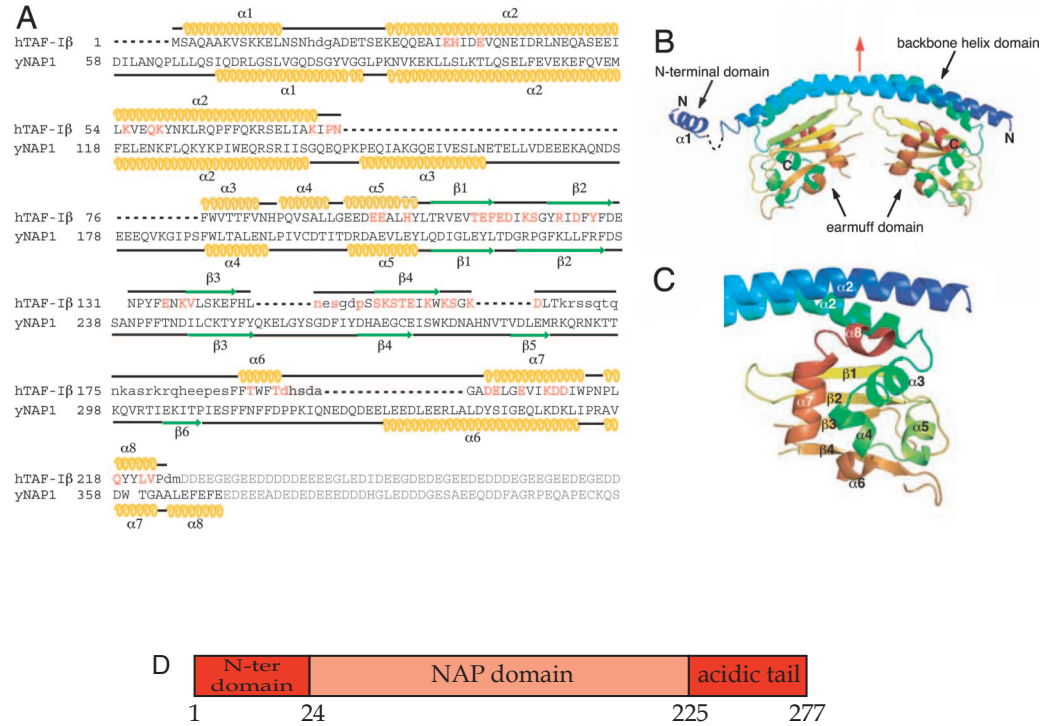 A
α1 α2
hTAF-Iβ 1 --------MSAQAAKVSKKELNSNhdgADETSEKEQQEAIEHIDEVQNEIDRLNEQASEEI
yNAP1 58 DILANQPLLLQSIQDRLGSLVGQDSGYVGGLPKNVKEKLLSLKTLQSELFEVEKEFQVEM
α1 α2
α2
hTAF-Iβ 54 LKVEQKYNKLRQPFFQKRSELIAKIPN
yNAP1 118 FELENKFLQKYKPIWEQRSRIISGQEQPKPEQIAKGQEIVESLNETELLVDEEEKAQNDS
α2 α3
α3 α4 α5 β1 β2
hTAF-Iβ 76 FWVTTFVNHPQVSALLGEEDEEALHYLTRVEVTEFEDIKSGYRIDFYFDE
yNAP1 178 EEEQVKGIPSFWLTALENLPIVCDTITDRDAEVLEYLQDIGLEYLTDGRPGFKLLFRFDS
α4 α5 β1 β2
β3 β4
hTAF-Iβ 131 NPYFENKVLSKEFHL-------nesgdpSSKSTEIKWKSGK-------DLTkrssqtq
yNAP1 238 SANPFFTNDILCKTYFYQKELGYSGDFIYDHAEGCEISWKDNAHNVTVDLEMRKQRNKTT
β3 β4 β5
α6 α7
hTAF-Iβ 175 nkasrkrqheepesFFTWFTdhsda----------------GADELGEVIKDDIWPNPL
yNAP1 298 KQVRTIEKITPIESFFNFFDPPKIQNEDQDEELEEDLEERLALDYSIGEQLKDKLIPRAV
β6 α6
α8
hTAF-Iβ 218 QYYLVPdmDDEEGEGEEDDDDDEEEEGLEDIDEEGDEDEGEEDEDDDEGEEGEEDEGEDD
yNAP1 358 DW TGAALEFEFEEDEEEADEDEDEEEDDDHGLEDDDGESAEEQDDFAGRPEQAPECKQS
α7 α8
B
backbone helix domain
N-terminal domain
N
α1
N
C
C
earmuff domain
C
α2
α2
α8
β1
α3
α7
β2
β3
α5
α4
β4
α6
D
N-ter domain NAP domain acidic tail
1 24 225 277